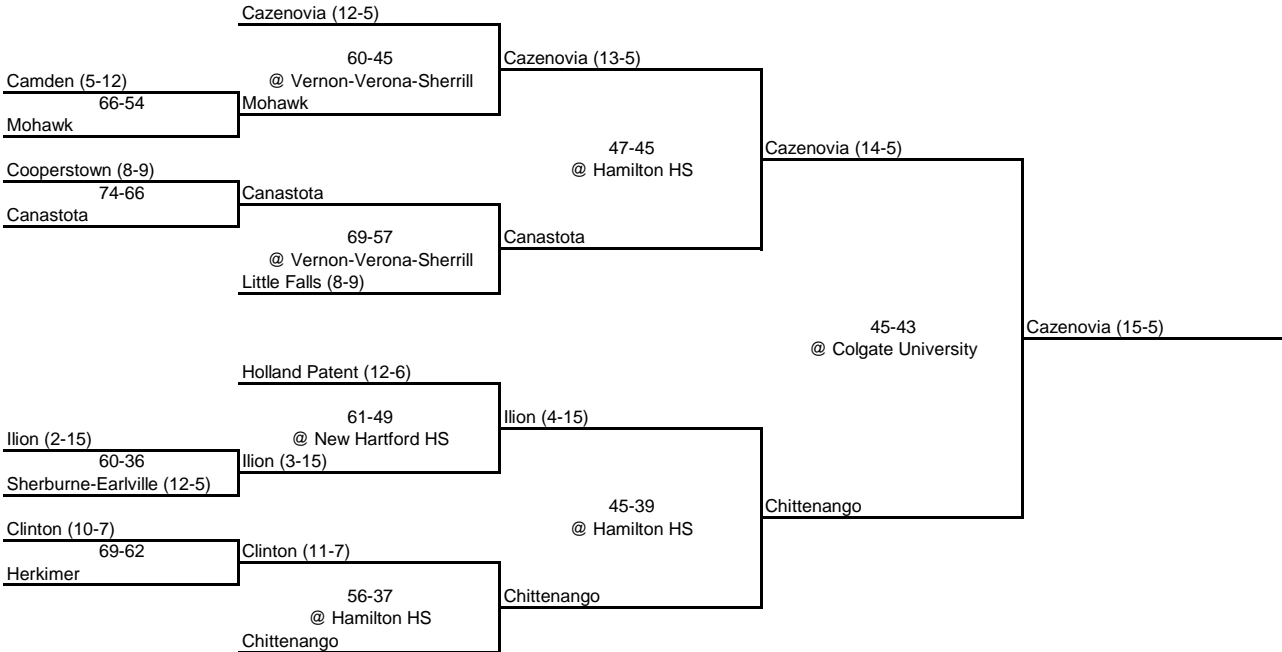 Cazenovia (12-5)
60-45
Cazenovia (13-5)
Camden (5-12)
@ Vernon-Verona-Sherrill
66-54
Mohawk
Mohawk
47-45
Cazenovia (14-5)
Cooperstown (8-9)
@ Hamilton HS
74-66
Canastota
Canastota
69-57
Canastota
@ Vernon-Verona-Sherrill
Little Falls (8-9)
45-43
Cazenovia (15-5)
@ Colgate University
Holland Patent (12-6)
61-49
Ilion (4-15)
Ilion (2-15)
@ New Hartford HS
60-36
Ilion (3-15)
Sherburne-Earlville (12-5)
45-39
Chittenango
Clinton (10-7)
@ Hamilton HS
69-62
Clinton (11-7)
Herkimer
56-37
Chittenango
@ Hamilton HS
Chittenango